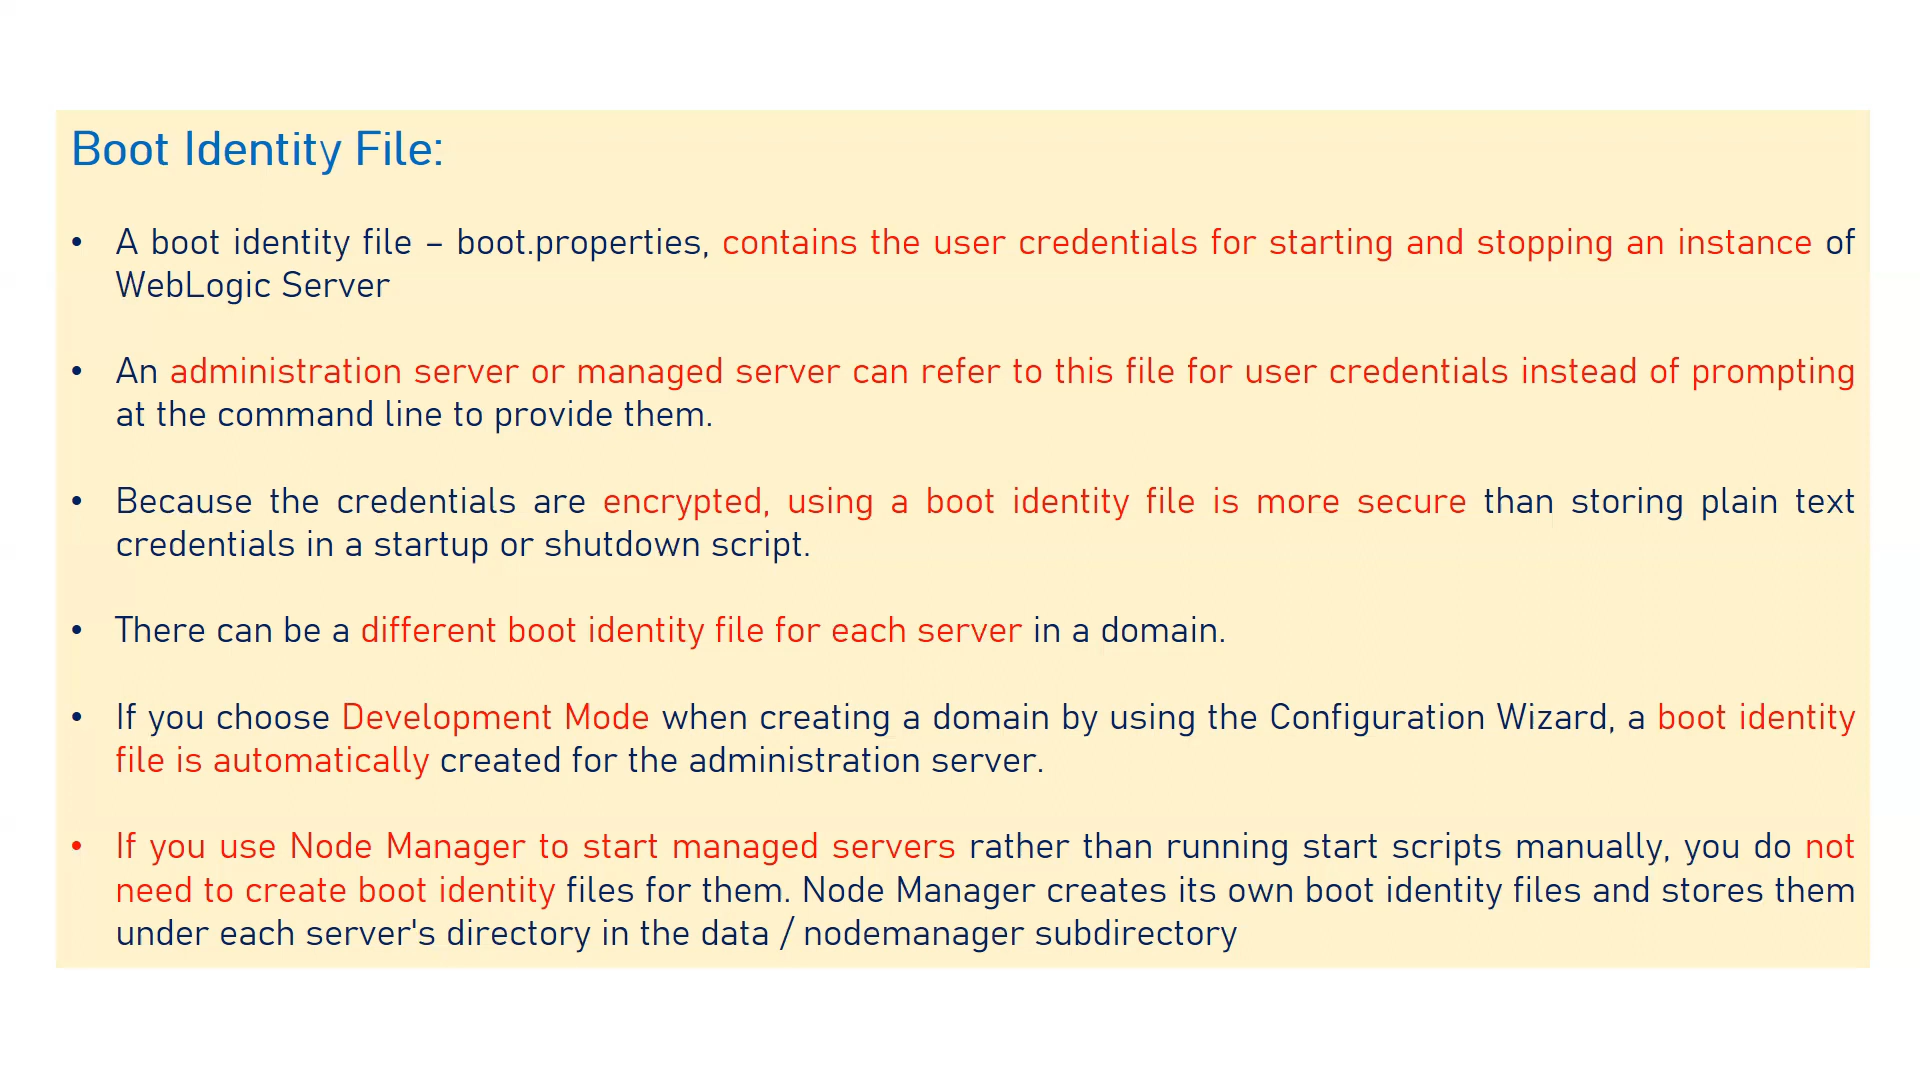 Boot Identity File:
• A boot identity file – boot.properties, contains the user credentials for starting and stopping an instance of
WebLogic Server
• An administration server or managed server can refer to this file for user credentials instead of prompting
at the command line to provide them.
• Because the credentials are encrypted, using a boot identity file is more secure than storing plain text
credentials in a startup or shutdown script.
• There can be a different boot identity file for each server in a domain.
• If you choose Development Mode when creating a domain by using the Configuration Wizard, a boot identity
file is automatically created for the administration server.
• If you use Node Manager to start managed servers rather than running start scripts manually, you do not
need to create boot identity files for them. Node Manager creates its own boot identity files and stores them
under each server's directory in the data / nodemanager subdirectory